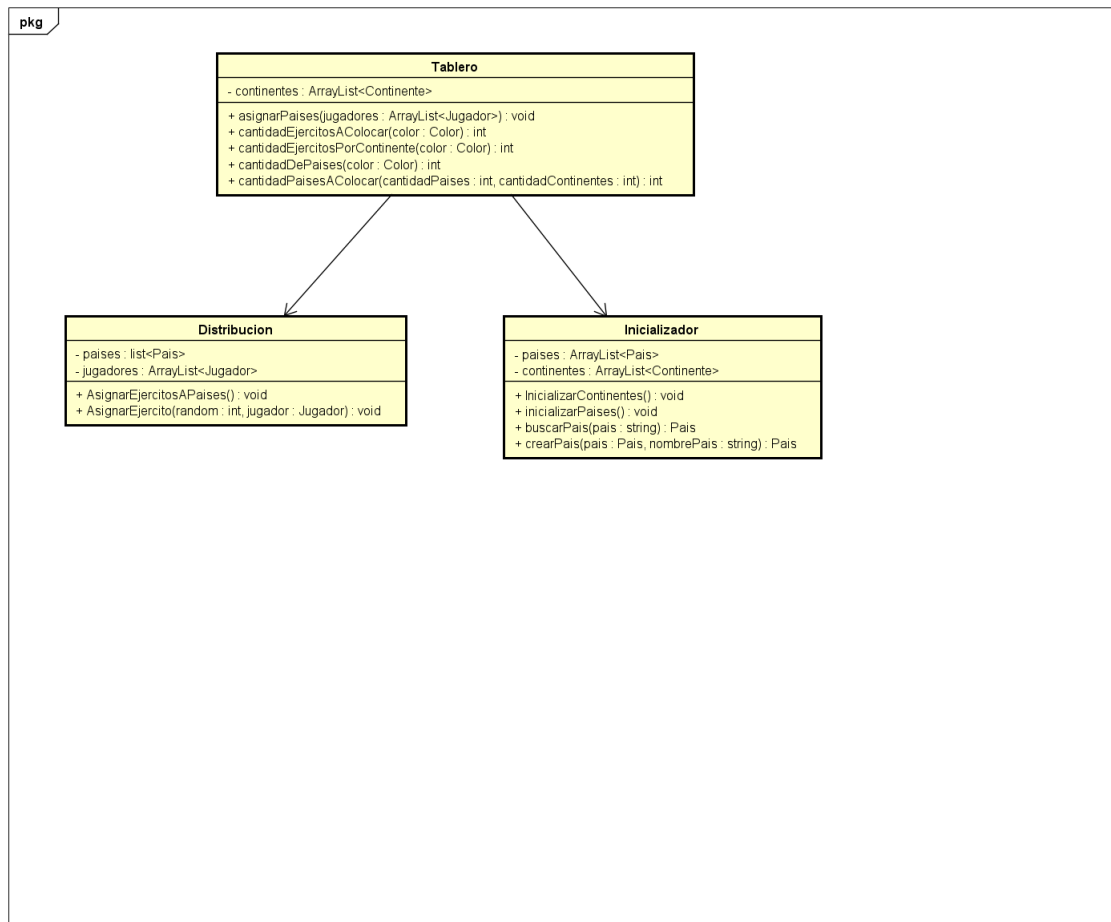 pkg
Tablero
- continentes : ArrayList<Continente>
+ asignarPaises(jugadores : ArrayList<Jugador>) : void
+ cantidadEjercitosAColocar(color : Color) : int
+ cantidadEjercitosPorContinente(color : Color) : int
+ cantidadDePaises(color : Color) : int
+ cantidadPaisesAColocar(cantidadPaises : int, cantidadContinentes : int) : int
Distribucion
- paises : list<Pais>
- jugadores : ArrayList<Jugador>
+ AsignarEjercitosAPaises() : void
+ AsignarEjercito(random : int, jugador : Jugador) : void
Inicializador
- paises : ArrayList<Pais>
- continentes : ArrayList<Continente>
+ InicializarContinentes() : void
+ inicializarPaises() : void
+ buscarPais(pais : string) : Pais
+ crearPais(pais : Pais, nombrePais : string) : Pais